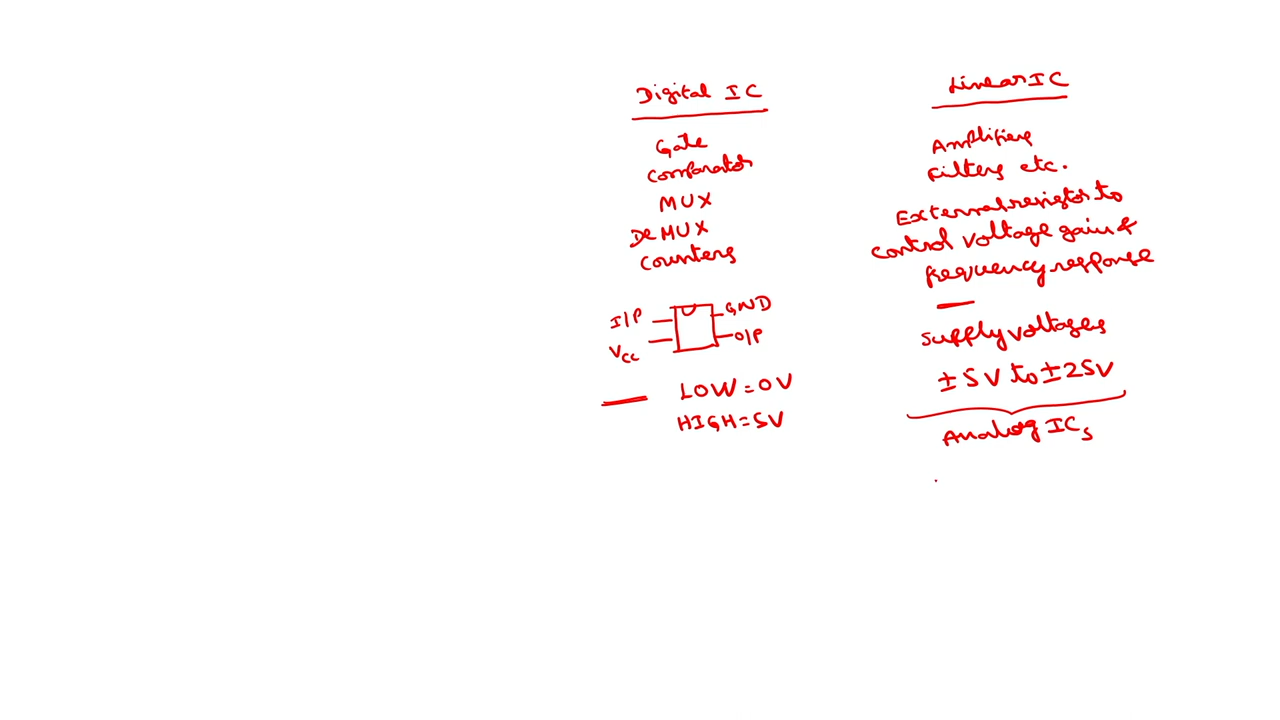 Digital IC
Gate
Comparator
MUX
DeMUX
Counters
I/P
GND
Vcc
O/P
LOW = 0V
HIGH = 5V
Linear IC
Amplifiers
Filters etc.
External resistor to
control voltage gain &
frequency response
Supply voltages
±5V to ±25V
Analog ICs